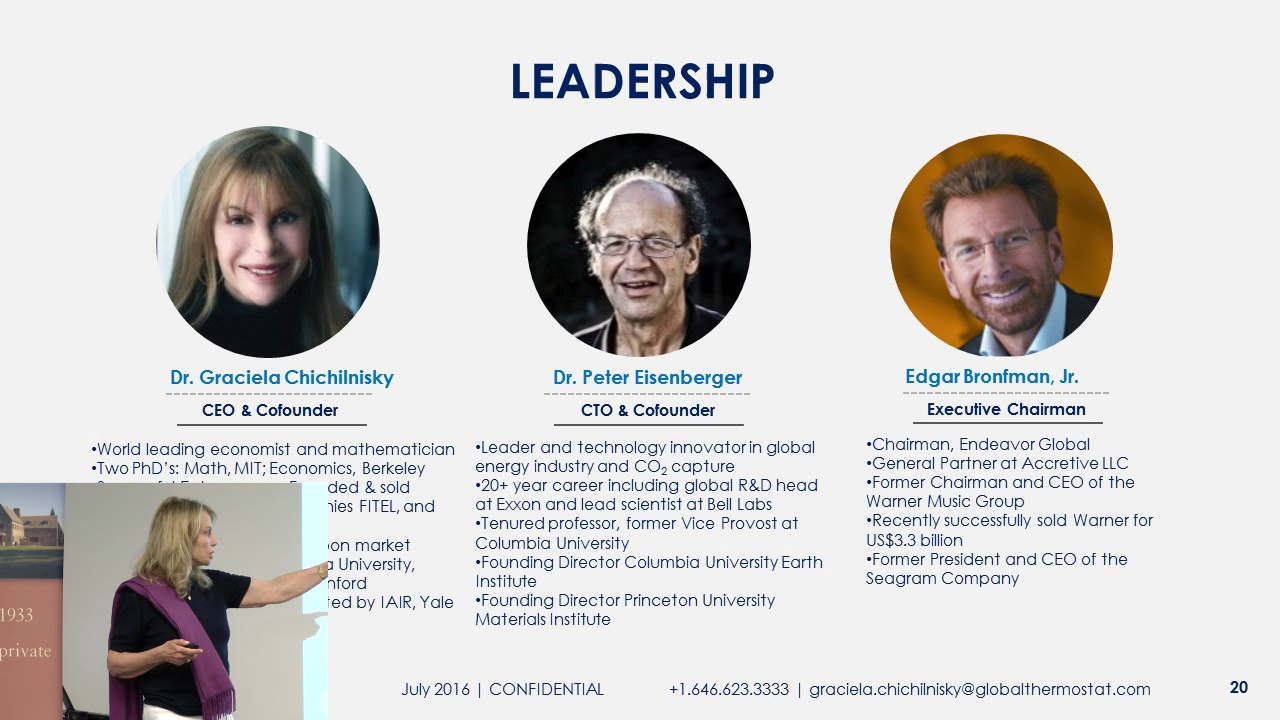 LEADERSHIP
Dr. Graciela Chichilnisky
CEO & Cofounder
•World leading economist and mathematician
•Two PhD's: Math, MIT; Economics, Berkeley
ded & sold
nies FITEL, and
on market
a University,
nford
ted by IAIR, Yale
Dr. Peter Eisenberger
CTO & Cofounder
•Leader and technology innovator in global
energy industry and CO₂ capture
•20+ year career including global R&D head
at Exxon and lead scientist at Bell Labs
•Tenured professor, former Vice Provost at
Columbia University
•Founding Director Columbia University Earth
Institute
•Founding Director Princeton University
Materials Institute
Edgar Bronfman, Jr.
Executive Chairman
•Chairman, Endeavor Global
•General Partner at Accretive LLC
•Former Chairman and CEO of the
Warner Music Group
•Recently successfully sold Warner for
US$3.3 billion
•Former President and CEO of the
Seagram Company
1933
private
July 2016 | CONFIDENTIAL
+1.646.623.3333 | graciela.chichilnisky@globalthermostat.com
20